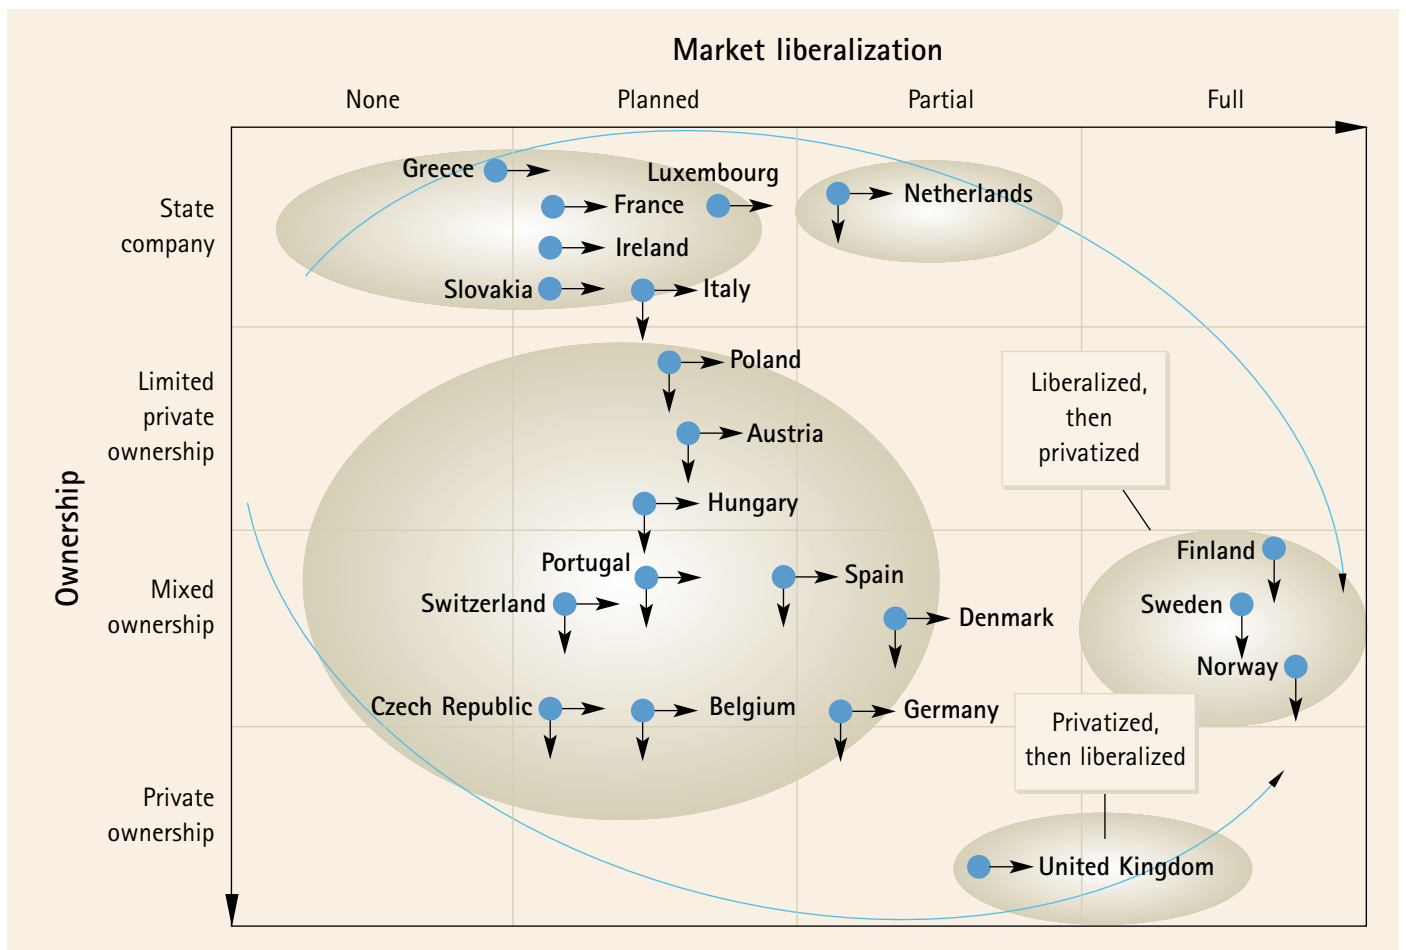 Market liberalization
None
Planned
Partial
Full
Ownership
State
company
Limited
private
ownership
Mixed
ownership
Private
ownership
Greece
Luxembourg
France
Netherlands
Ireland
Slovakia
Italy
Poland
Austria
Hungary
Portugal
Spain
Switzerland
Denmark
Czech Republic
Belgium
Germany
Liberalized,
then
privatized
Finland
Sweden
Norway
Privatized,
then liberalized
United Kingdom